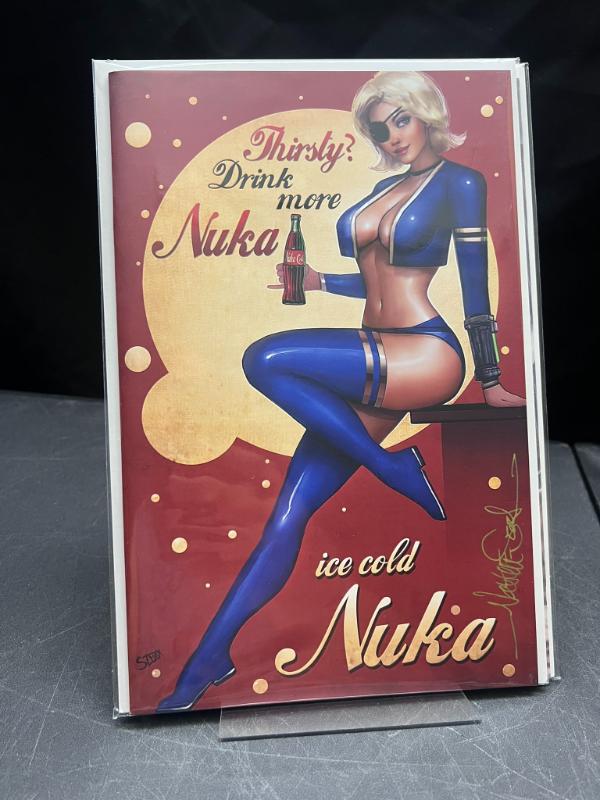 Thirsty?
Drink
more
Nuka
ice cold
Nuka